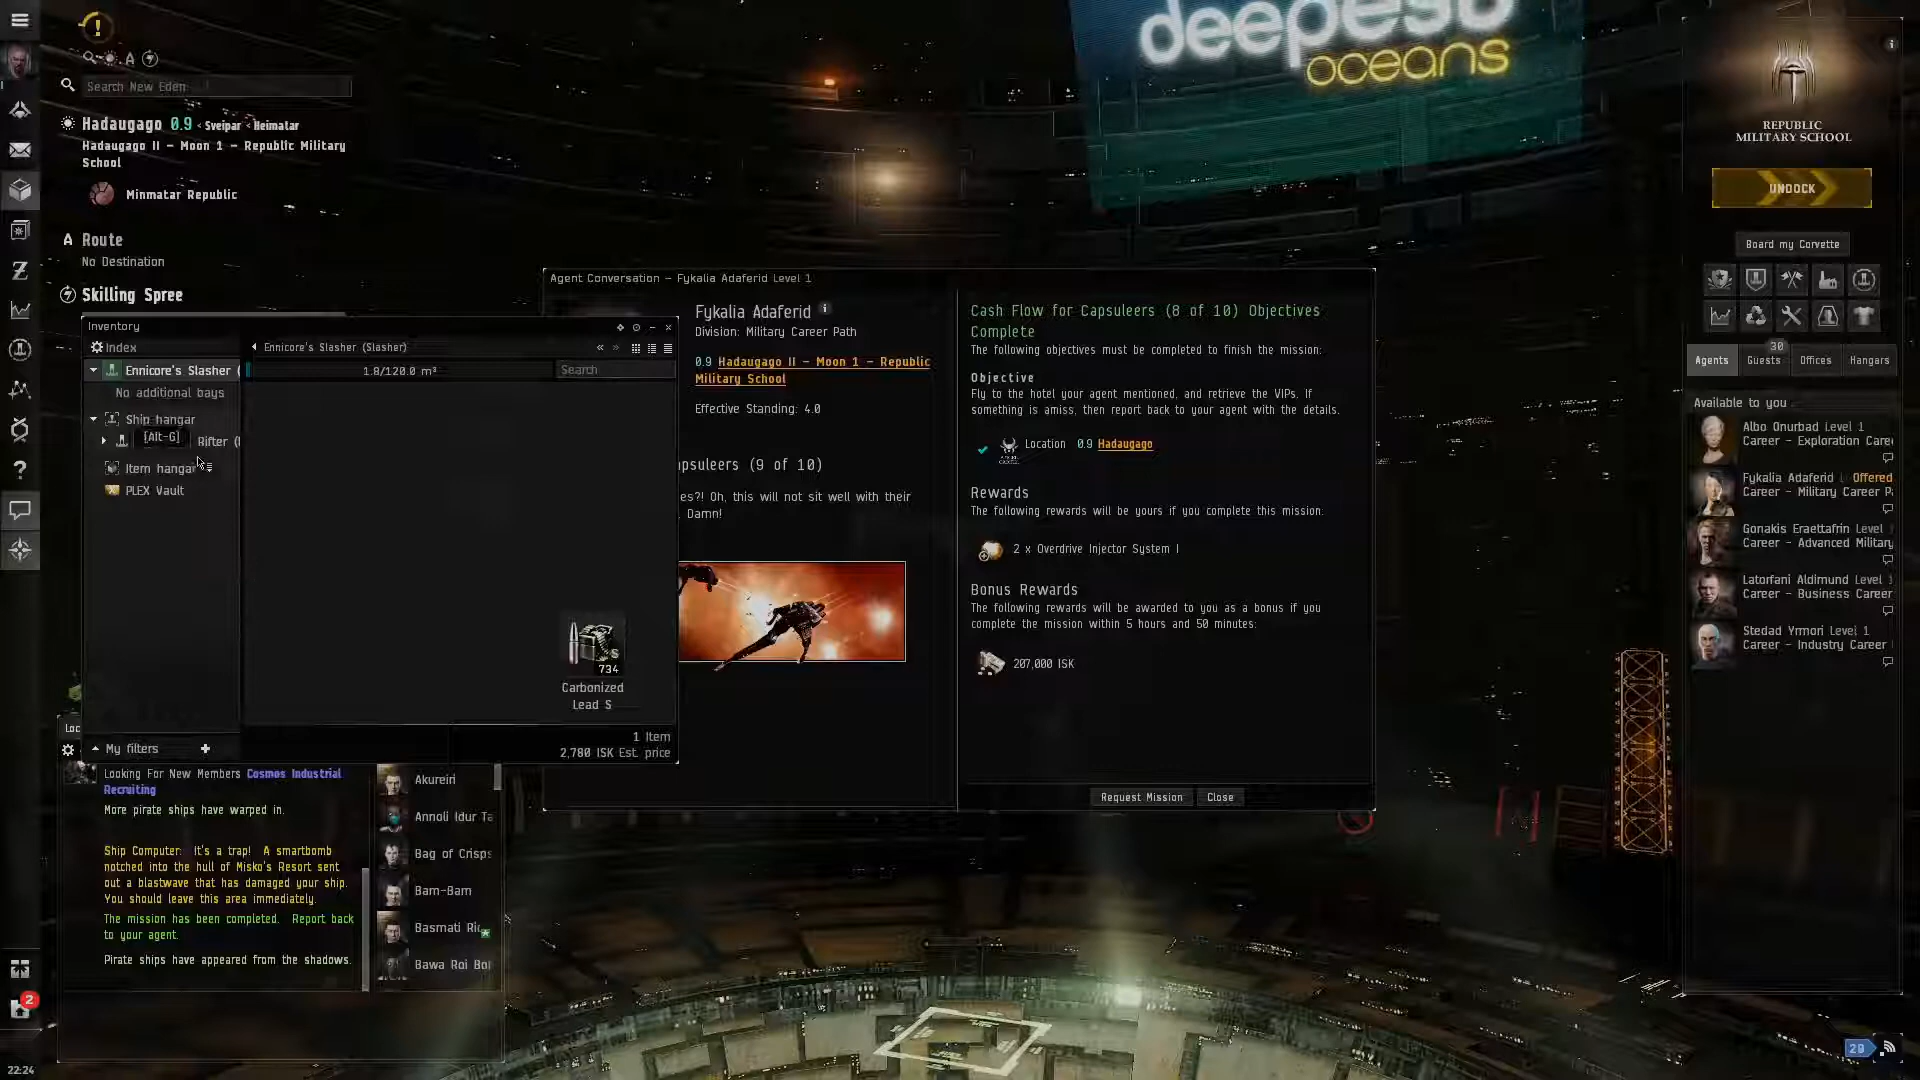 deepego
oceans
Search New Eden
Hadaugago 0.9 < Sveipar < Heimatar
Hadaugago II - Moon 1 - Republic Military
School
Minmatar Republic
A Route
No Destination
Skilling Spree
Inventory
Index
Ennicore's Slasher (
No additional bays
Ship hangar
[Alt-G]
Rifter (
Item hangar
PLEX Vault
My filters
Ennicore's Slasher (Slasher)
1.8/120.0 m³
Search
734
Carbonized
Lead S
1 Item
2,780 ISK Est. price
Agent Conversation - Fykalia Adaferid Level 1
Fykalia Adaferid
Division: Military Career Path
0.9 Hadaugago II - Moon 1 - Republic
Military School
Effective Standing: 4.0
apsuleers (9 of 10)
es?! Oh, this will not sit well with their
. Damn!
Cash Flow for Capsuleers (8 of 10) Objectives
Complete
The following objectives must be completed to finish the mission:
Objective
Fly to the hotel your agent mentioned, and retrieve the VIPs. If
something is amiss, then report back to your agent with the details.
Location 0.9 Hadaugago
Rewards
The following rewards will be yours if you complete this mission:
2 x Overdrive Injector System I
Bonus Rewards
The following rewards will be awarded to you as a bonus if you
complete the mission within 5 hours and 50 minutes:
207,000 ISK
Request Mission
Close
REPUBLIC
MILITARY SCHOOL
UNDOCK
Board my Corvette
30
Agents
Guests
Offices
Hangars
Available to you
Albo Onurbad Level 1
Career - Exploration Care
Fykalia Adaferid Offered
Career - Military Career Pa
Gonakis Eraettafrin Level
Career - Advanced Military
Latorfani Aldimund Level
Career - Business Career
Stedad Yrmori Level 1
Career - Industry Career
Loc
Looking For New Members Cosmos Industrial
Recruiting
More pirate ships have warped in.
Ship Computer: It's a trap! A smartbomb
notched into the hull of Misko's Resort sent
out a blastwave that has damaged your ship.
You should leave this area immediately.
The mission has been completed. Report back
to your agent.
Pirate ships have appeared from the shadows.
Akureiri
Annoli Idur Ta
Bag of Crisps
Bam-Bam
Basmati Ric
Bawa Roi Bo
2
22:24
29